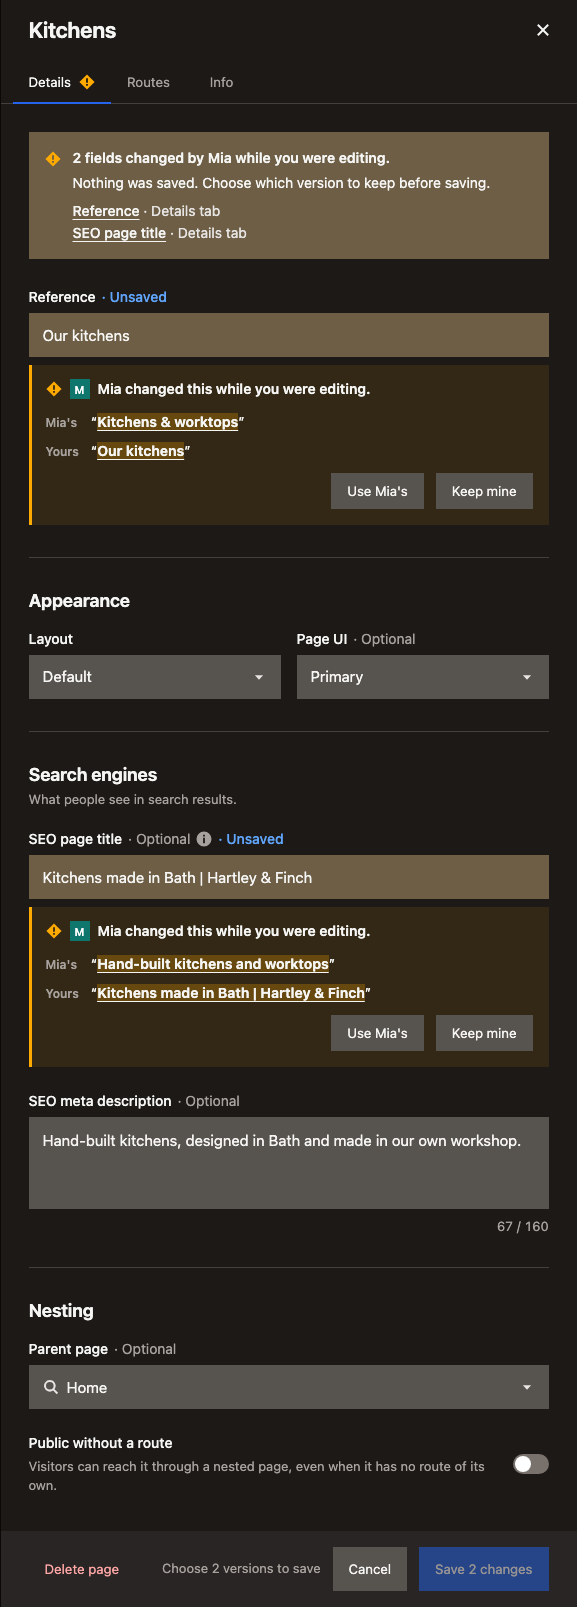 Kitchens
Details
Routes
Info
2 fields changed by Mia while you were editing.
Nothing was saved. Choose which version to keep before saving.
Reference · Details tab
SEO page title · Details tab
Reference · Unsaved
Our kitchens
M Mia changed this while you were editing.
Mia's “Kitchens & worktops”
Yours “Our kitchens”
Use Mia's
Keep mine
Appearance
Layout
Page UI · Optional
Default
Primary
Search engines
What people see in search results.
SEO page title · Optional · Unsaved
Kitchens made in Bath | Hartley & Finch
M Mia changed this while you were editing.
Mia's “Hand-built kitchens and worktops”
Yours “Kitchens made in Bath | Hartley & Finch”
Use Mia's
Keep mine
SEO meta description · Optional
Hand-built kitchens, designed in Bath and made in our own workshop.
67 / 160
Nesting
Parent page · Optional
Home
Public without a route
Visitors can reach it through a nested page, even when it has no route of its
own.
Delete page
Choose 2 versions to save
Cancel
Save 2 changes